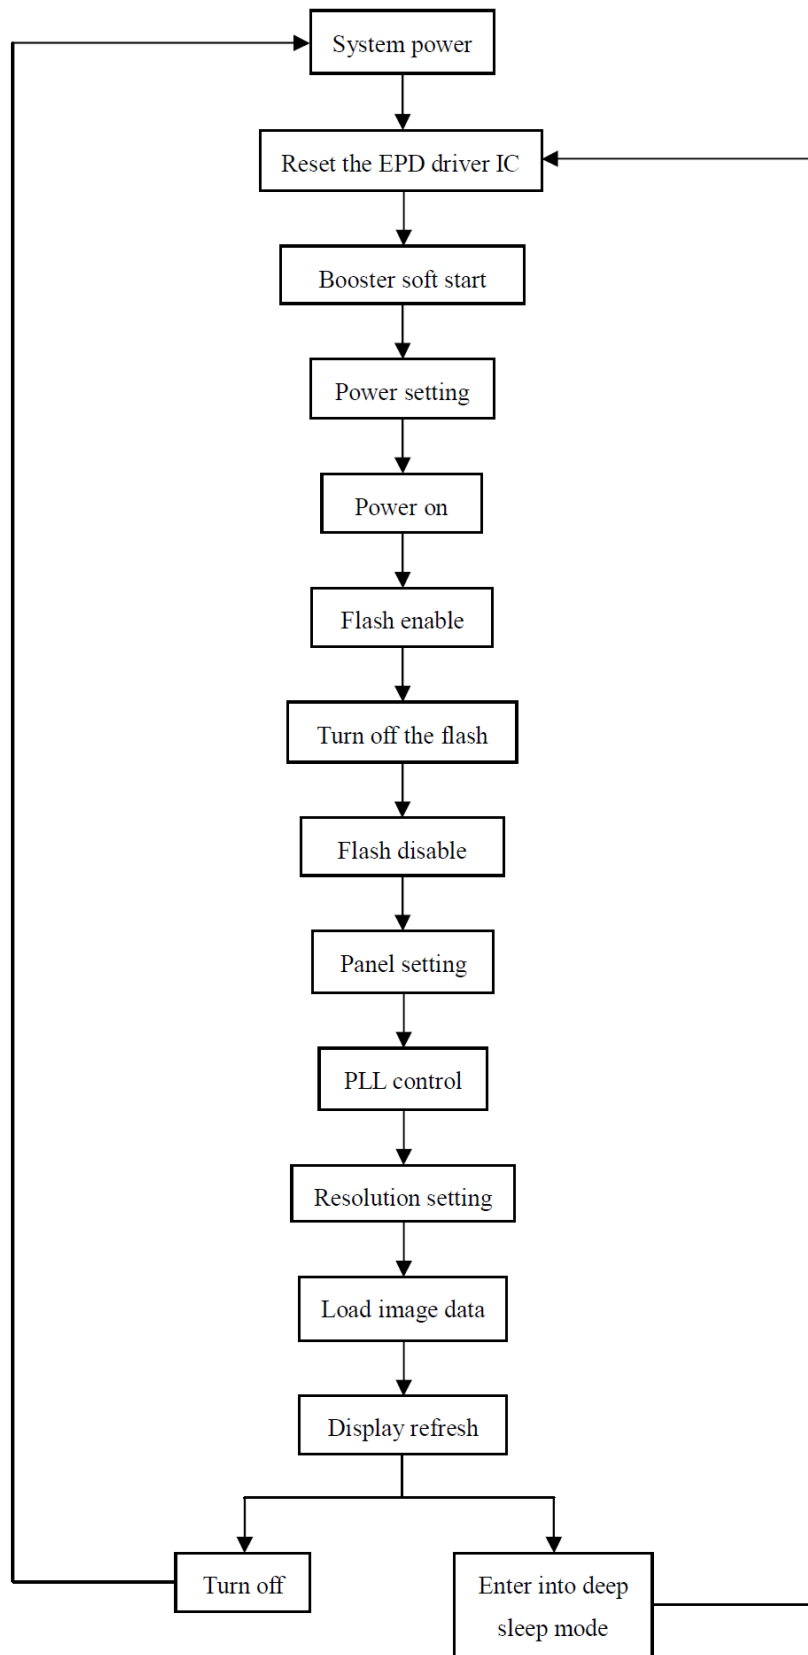 System power
Reset the EPD driver IC
Booster soft start
Power setting
Power on
Flash enable
Turn off the flash
Flash disable
Panel setting
PLL control
Resolution setting
Load image data
Display refresh
Turn off
Enter into deep
sleep mode